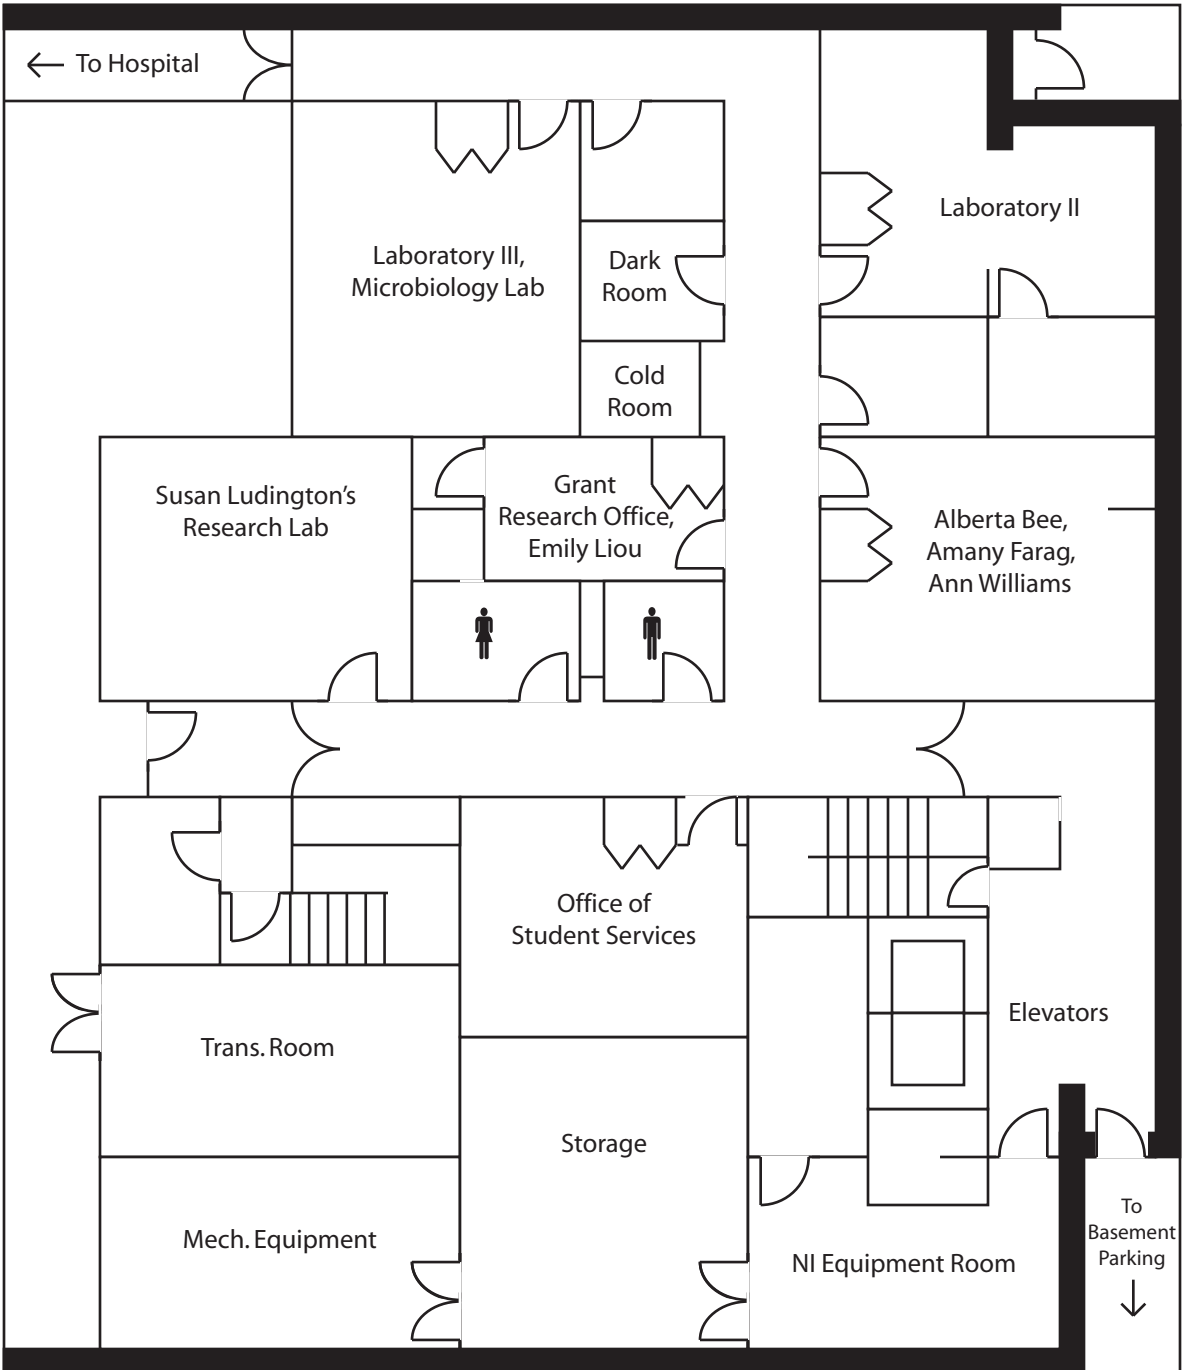 To Hospital
Laboratory II
Laboratory III,
Microbiology Lab
Dark
Room
Cold
Room
Susan Ludington's
Research Lab
Grant
Research Office,
Emily Liou
Alberta Bee,
Amany Farag,
Ann Williams
Office of
Student Services
Elevators
Trans. Room
Storage
Mech. Equipment
NI Equipment Room
To
Basement
Parking